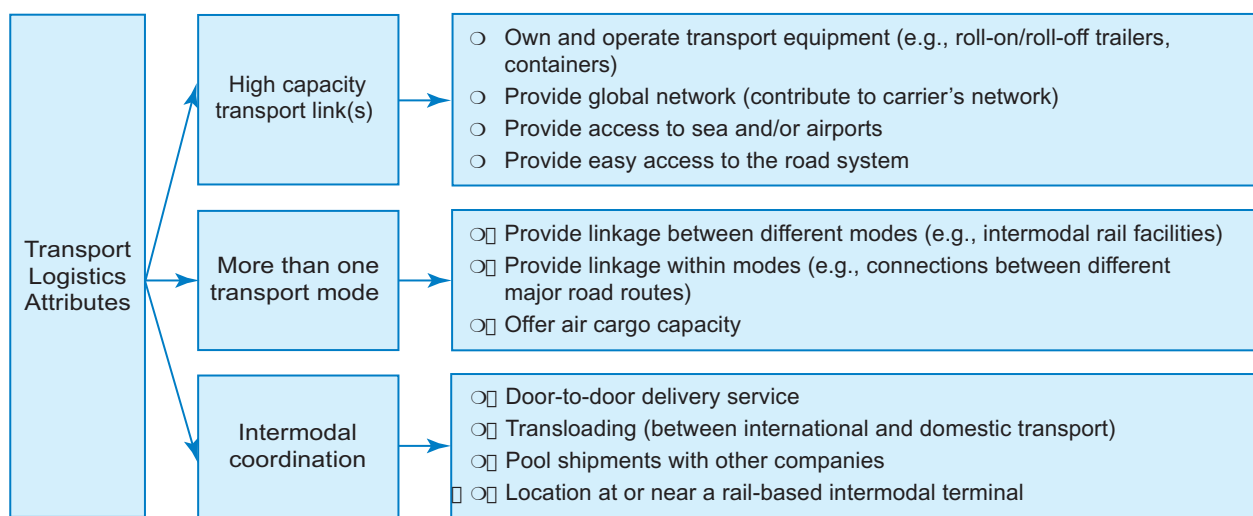 Transport
Logistics
Attributes
High capacity
transport link(s)
❍ Own and operate transport equipment (e.g., roll-on/roll-off trailers,
containers)
❍ Provide global network (contribute to carrier's network)
❍ Provide access to sea and/or airports
❍ Provide easy access to the road system
More than one
transport mode
❍▯ Provide linkage between different modes (e.g., intermodal rail facilities)
❍▯ Provide linkage within modes (e.g., connections between different
major road routes)
❍▯ Offer air cargo capacity
Intermodal
coordination
❍▯ Door-to-door delivery service
❍▯ Transloading (between international and domestic transport)
❍▯ Pool shipments with other companies
▯ ❍▯ Location at or near a rail-based intermodal terminal